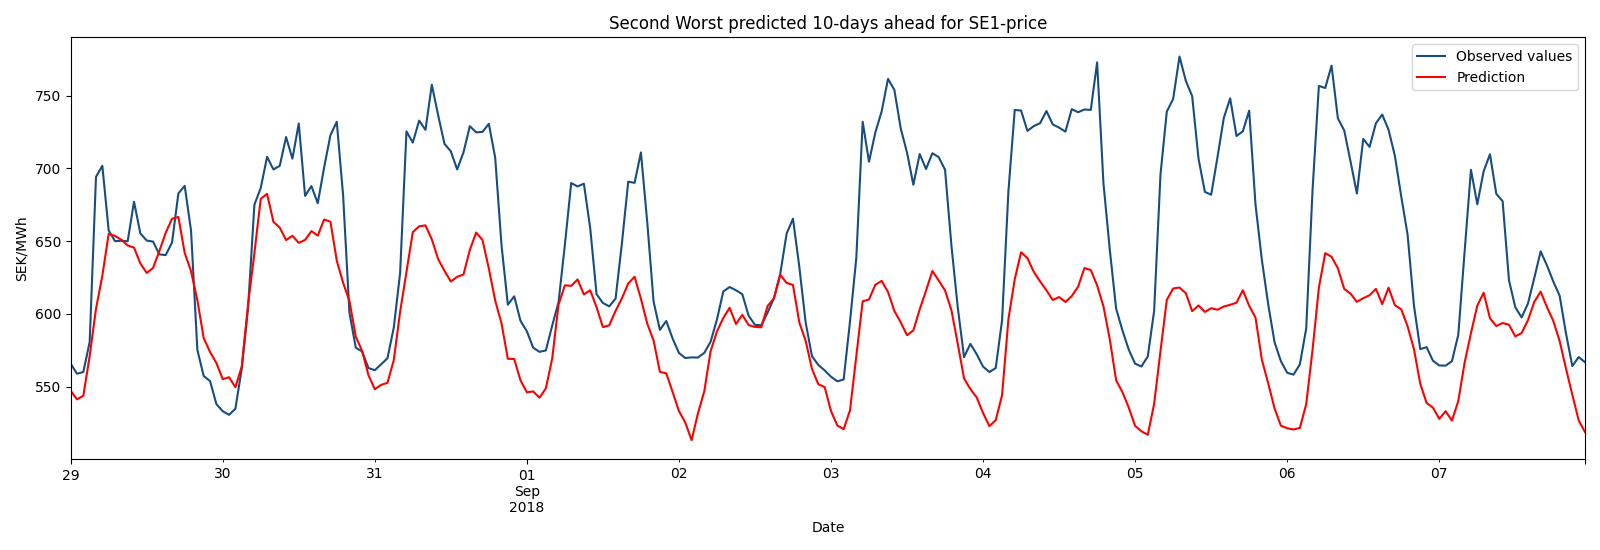 Second Worst predicted 10-days ahead for SE1-price
Observed values
Prediction
750
700
650
600
550
SEK/MWh
29 30 31 01 02 03 04 05 06 07
Sep
2018
Date